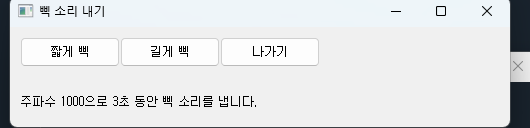 삑 소리 내기
짧게 삑 길게 삑 나가기
주파수 1000으로 3초 동안 삑 소리를 냅니다.